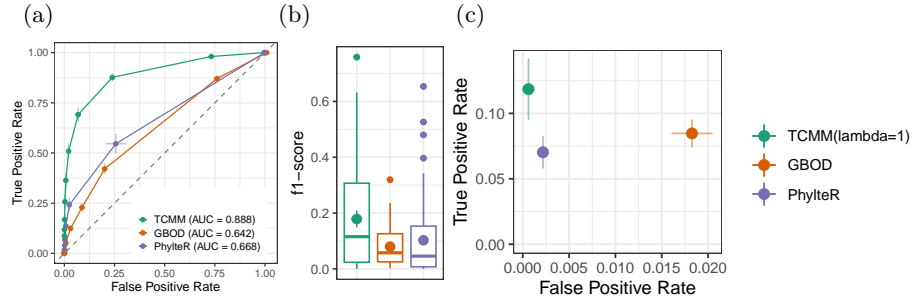 (a)
True Positive Rate
1.00
0.75
0.50
0.25
0.00
0.00 0.25 0.50 0.75 1.00
False Positive Rate
TCMM (AUC = 0.888)
GBOD (AUC = 0.642)
PhylteR (AUC = 0.668)
(b)
f1−score
0.6
0.4
0.2
0.0
(c)
True Positive Rate
0.10
0.05
0.00
0.000 0.005 0.010 0.015 0.020
False Positive Rate
TCMM(lambda=1)
GBOD
PhylteR